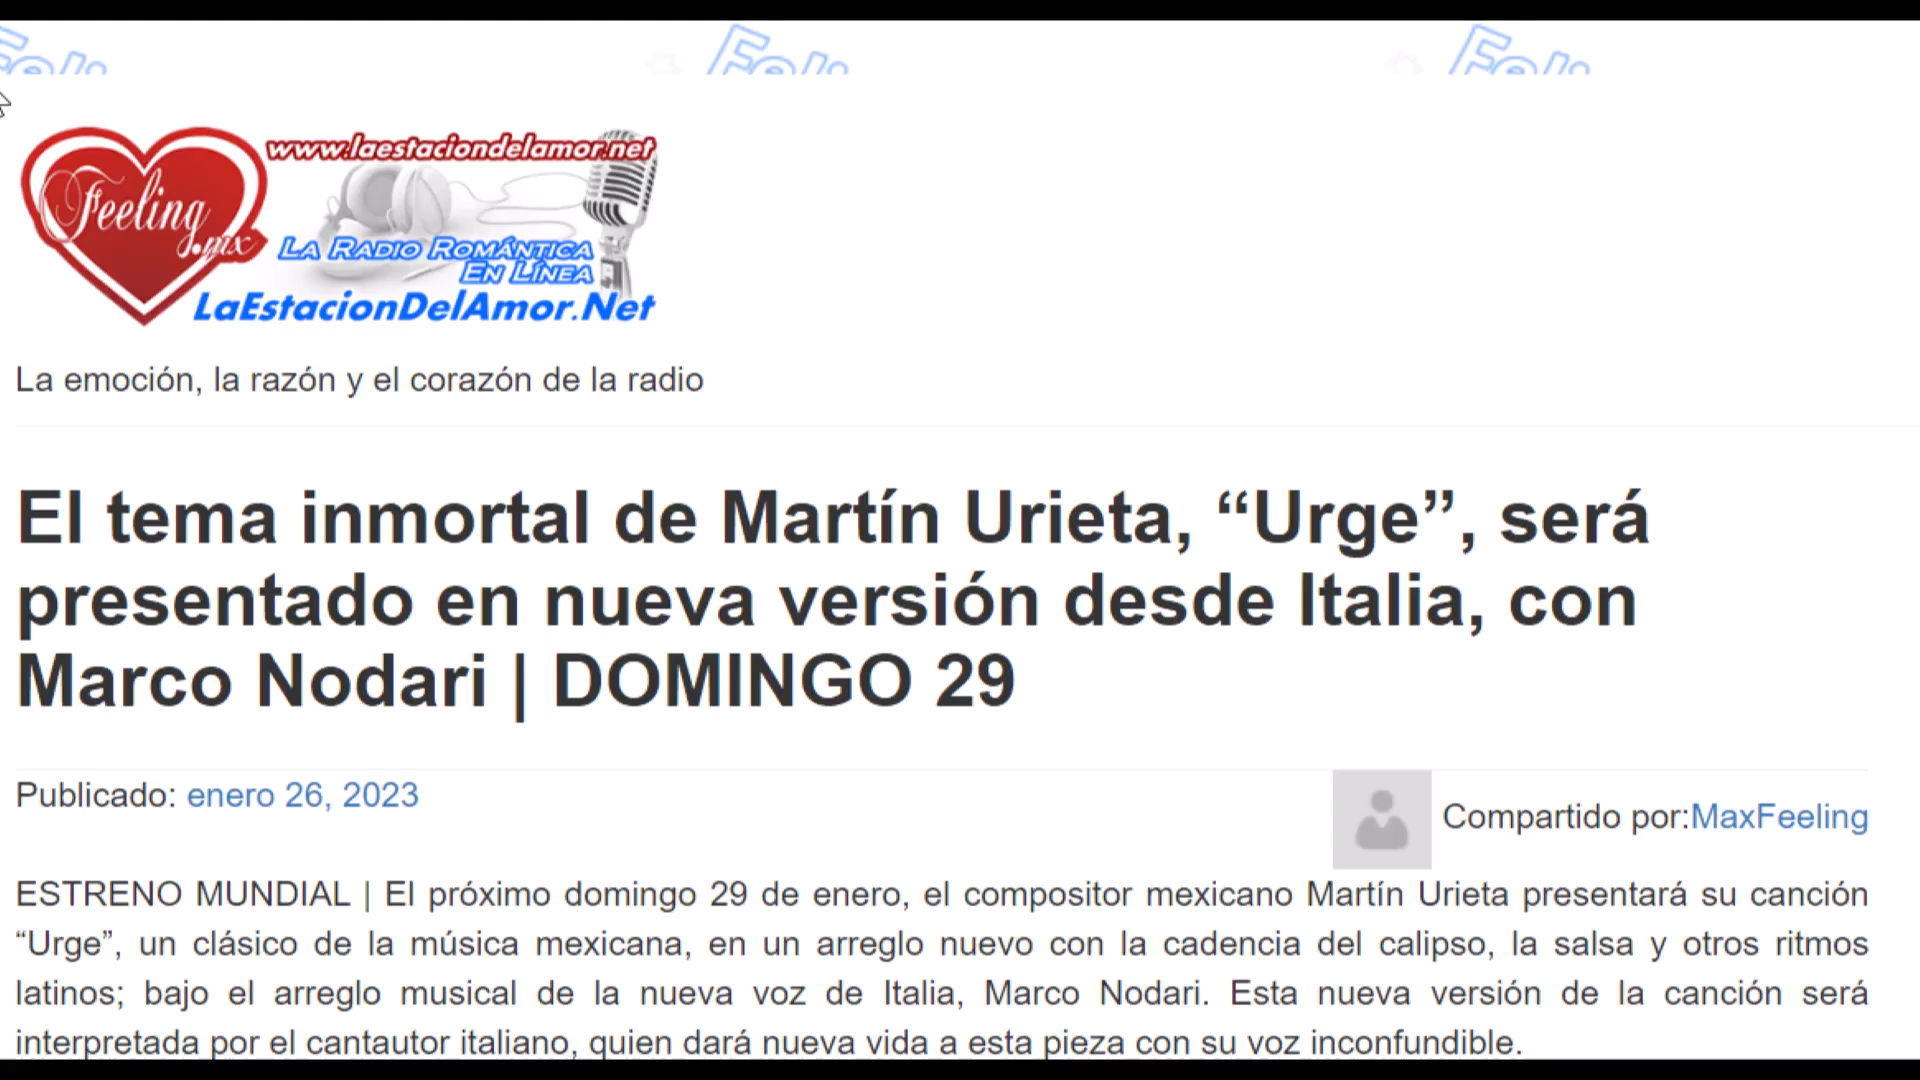 www.laestaciondelamor.net
Feeling
.mx
LA RADIO ROMÁNTICA
EN LÍNEA
LaEstacionDelAmor.Net
La emoción, la razón y el corazón de la radio
El tema inmortal de Martín Urieta, “Urge”, será
presentado en nueva versión desde Italia, con
Marco Nodari | DOMINGO 29
Publicado: enero 26, 2023
Compartido por:MaxFeeling
ESTRENO MUNDIAL | El próximo domingo 29 de enero, el compositor mexicano Martín Urieta presentará su canción
“Urge”, un clásico de la música mexicana, en un arreglo nuevo con la cadencia del calipso, la salsa y otros ritmos
latinos; bajo el arreglo musical de la nueva voz de Italia, Marco Nodari. Esta nueva versión de la canción será
interpretada por el cantautor italiano, quien dará nueva vida a esta pieza con su voz inconfundible.